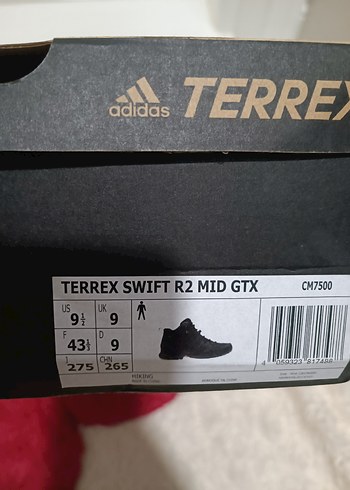 adidas TERREX
TERREX SWIFT R2 MID GTX CM7500
US UK
9½ 9
F D
43⅓ 9
J CHN
275 265
HIKING